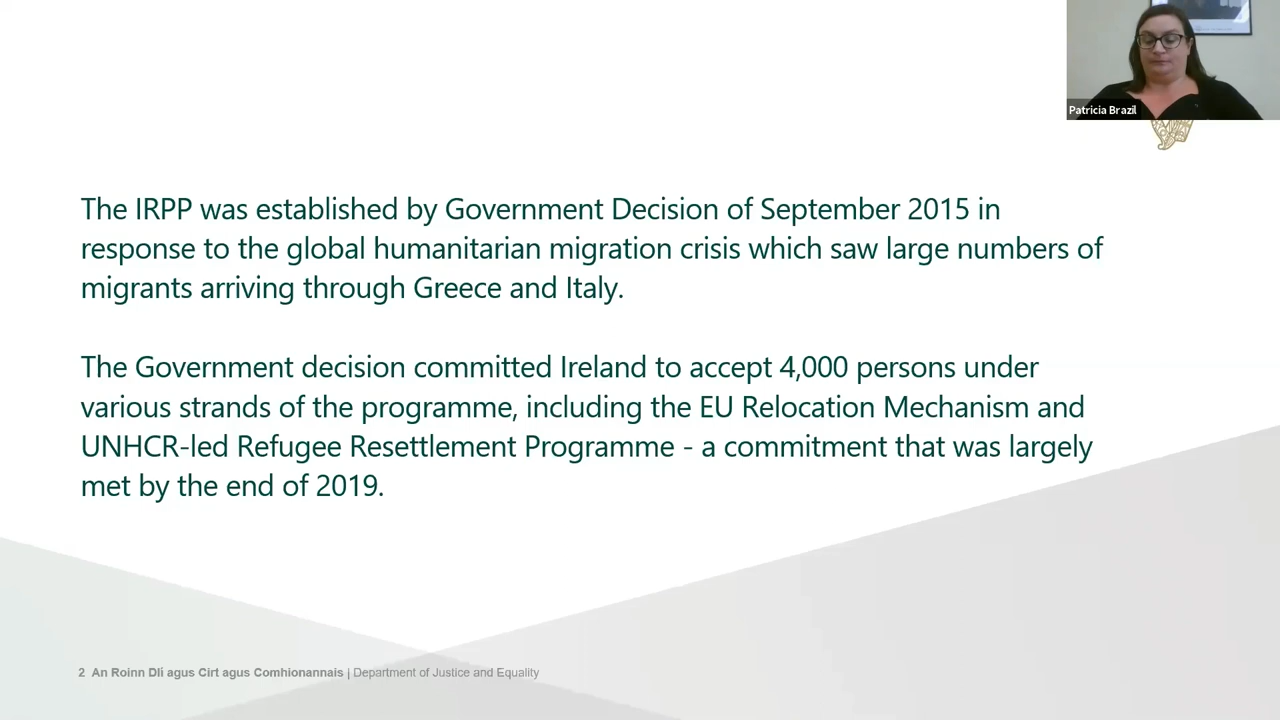 Patricia Brazil
The IRPP was established by Government Decision of September 2015 in
response to the global humanitarian migration crisis which saw large numbers of
migrants arriving through Greece and Italy.
The Government decision committed Ireland to accept 4,000 persons under
various strands of the programme, including the EU Relocation Mechanism and
UNHCR-led Refugee Resettlement Programme - a commitment that was largely
met by the end of 2019.
2 An Roinn Dlí agus Cirt agus Comhionannais | Department of Justice and Equality